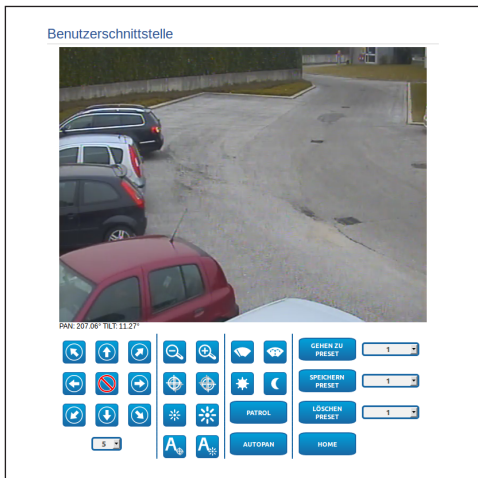 Benutzerschnittstelle
PAN: 207.06° TILT: 11.27°
GEHEN ZU
PRESET
1
SPEICHERN
PRESET
1
PATROL
LÖSCHEN
PRESET
1
5
A
A
AUTOPAN
HOME